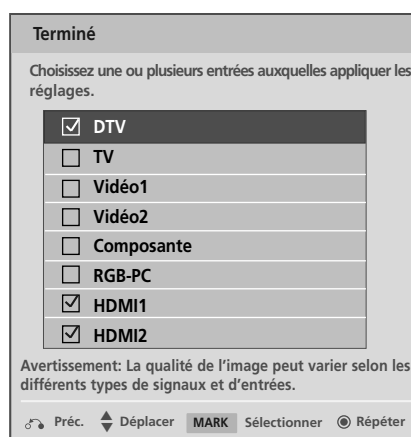 Terminé
Choisissez une ou plusieurs entrées auxquelles appliquer les
réglages.
DTV
TV
Vidéo1
Vidéo2
Composante
RGB-PC
HDMI1
HDMI2
Avertissement: La qualité de l’image peut varier selon les
différents types de signaux et d’entrées.
Préc. Déplacer MARK Sélectionner Répéter